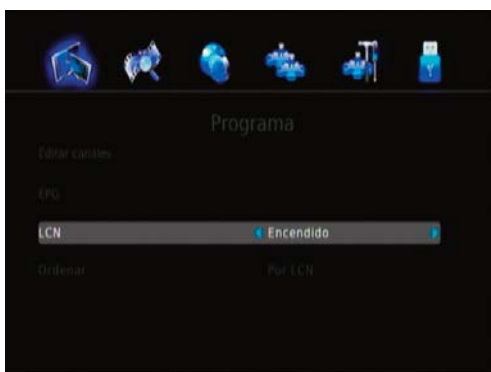 Programa
Editar canales
EPG
LCN Encendido
Ordenar Por LCN